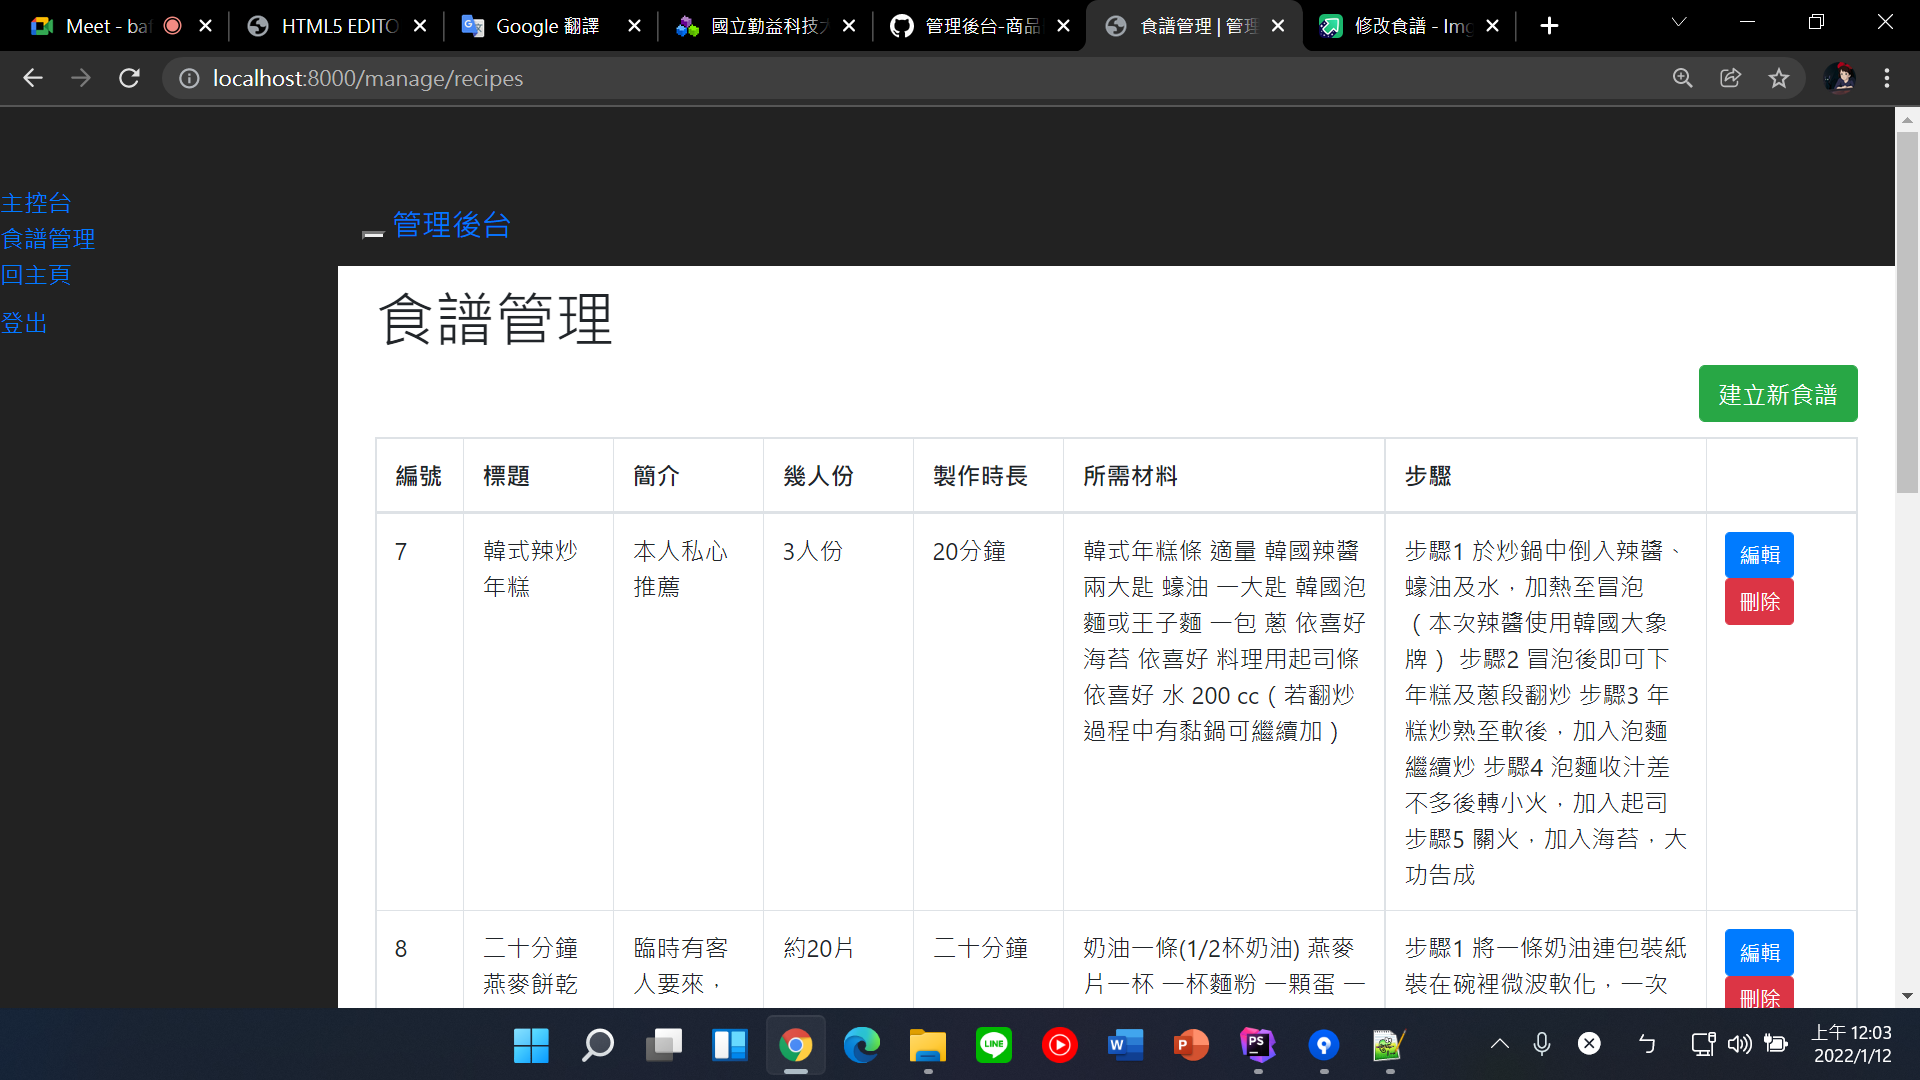 Meet - baf
HTML5 EDITO
Google 翻譯
國立勤益科技大
管理後台-商品
食譜管理 | 管理
修改食譜 - Img
localhost:8000/manage/recipes
主控台
食譜管理
回主頁
登出
管理後台
食譜管理
建立新食譜
編號 標題 簡介 幾人份 製作時長 所需材料 步驟
7
韓式辣炒
年糕
本人私心
推薦
3人份
20分鐘
韓式年糕條 適量 韓國辣醬
兩大匙 蠔油 一大匙 韓國泡
麵或王子麵 一包 蔥 依喜好
海苔 依喜好 料理用起司條
依喜好 水 200 cc（若翻炒
過程中有黏鍋可繼續加）
步驟1 於炒鍋中倒入辣醬、
蠔油及水，加熱至冒泡
（本次辣醬使用韓國大象
牌） 步驟2 冒泡後即可下
年糕及蔥段翻炒 步驟3 年
糕炒熟至軟後，加入泡麵
繼續炒 步驟4 泡麵收汁差
不多後轉小火，加入起司
步驟5 關火，加入海苔，大
功告成
編輯
刪除
8
二十分鐘
燕麥餅乾
臨時有客
人要來，
約20片
二十分鐘
奶油一條(1/2杯奶油) 燕麥
片一杯 一杯麵粉 一顆蛋 一
步驟1 將一條奶油連包裝紙
裝在碗裡微波軟化，一次
編輯
刪除
LINE
W
P
PS
ㄅ
上午 12:03
2022/1/12